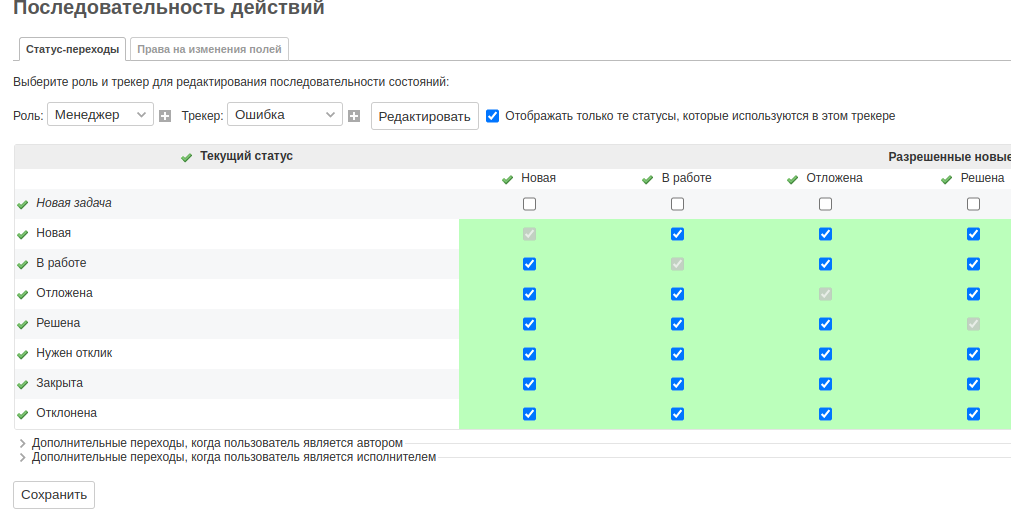 Последовательность действий
Статус-переходы Права на изменения полей
Выберите роль и трекер для редактирования последовательности состояний:
Роль: Менеджер Трекер: Ошибка Редактировать Отображать только те статусы, которые используются в этом трекере
Текущий статус Разрешенные новые
Новая В работе Отложена Решена
Новая задача
Новая
В работе
Отложена
Решена
Нужен отклик
Закрыта
Отклонена
Дополнительные переходы, когда пользователь является автором
Дополнительные переходы, когда пользователь является исполнителем
Сохранить